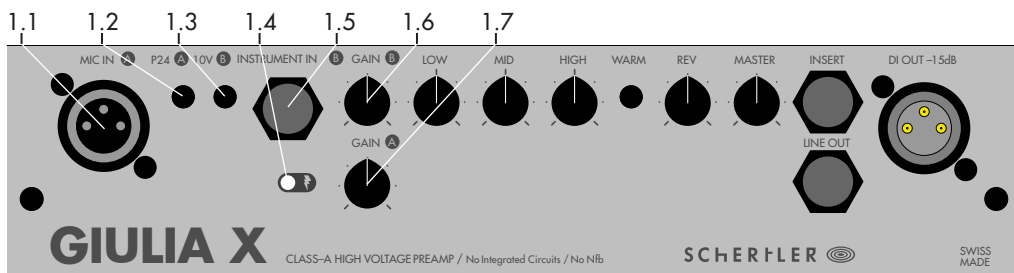 1.1 1.2 1.3 1.4 1.5 1.6 1.7
MIC IN A P24 A 10V B INSTRUMENT IN B GAIN B LOW MID HIGH WARM REV MASTER INSERT DI OUT –15dB
GAIN A LINE OUT
GIULIA X CLASS–A HIGH VOLTAGE PREAMP / No Integrated Circuits / No Nfb SCHERTLER SWISS
MADE